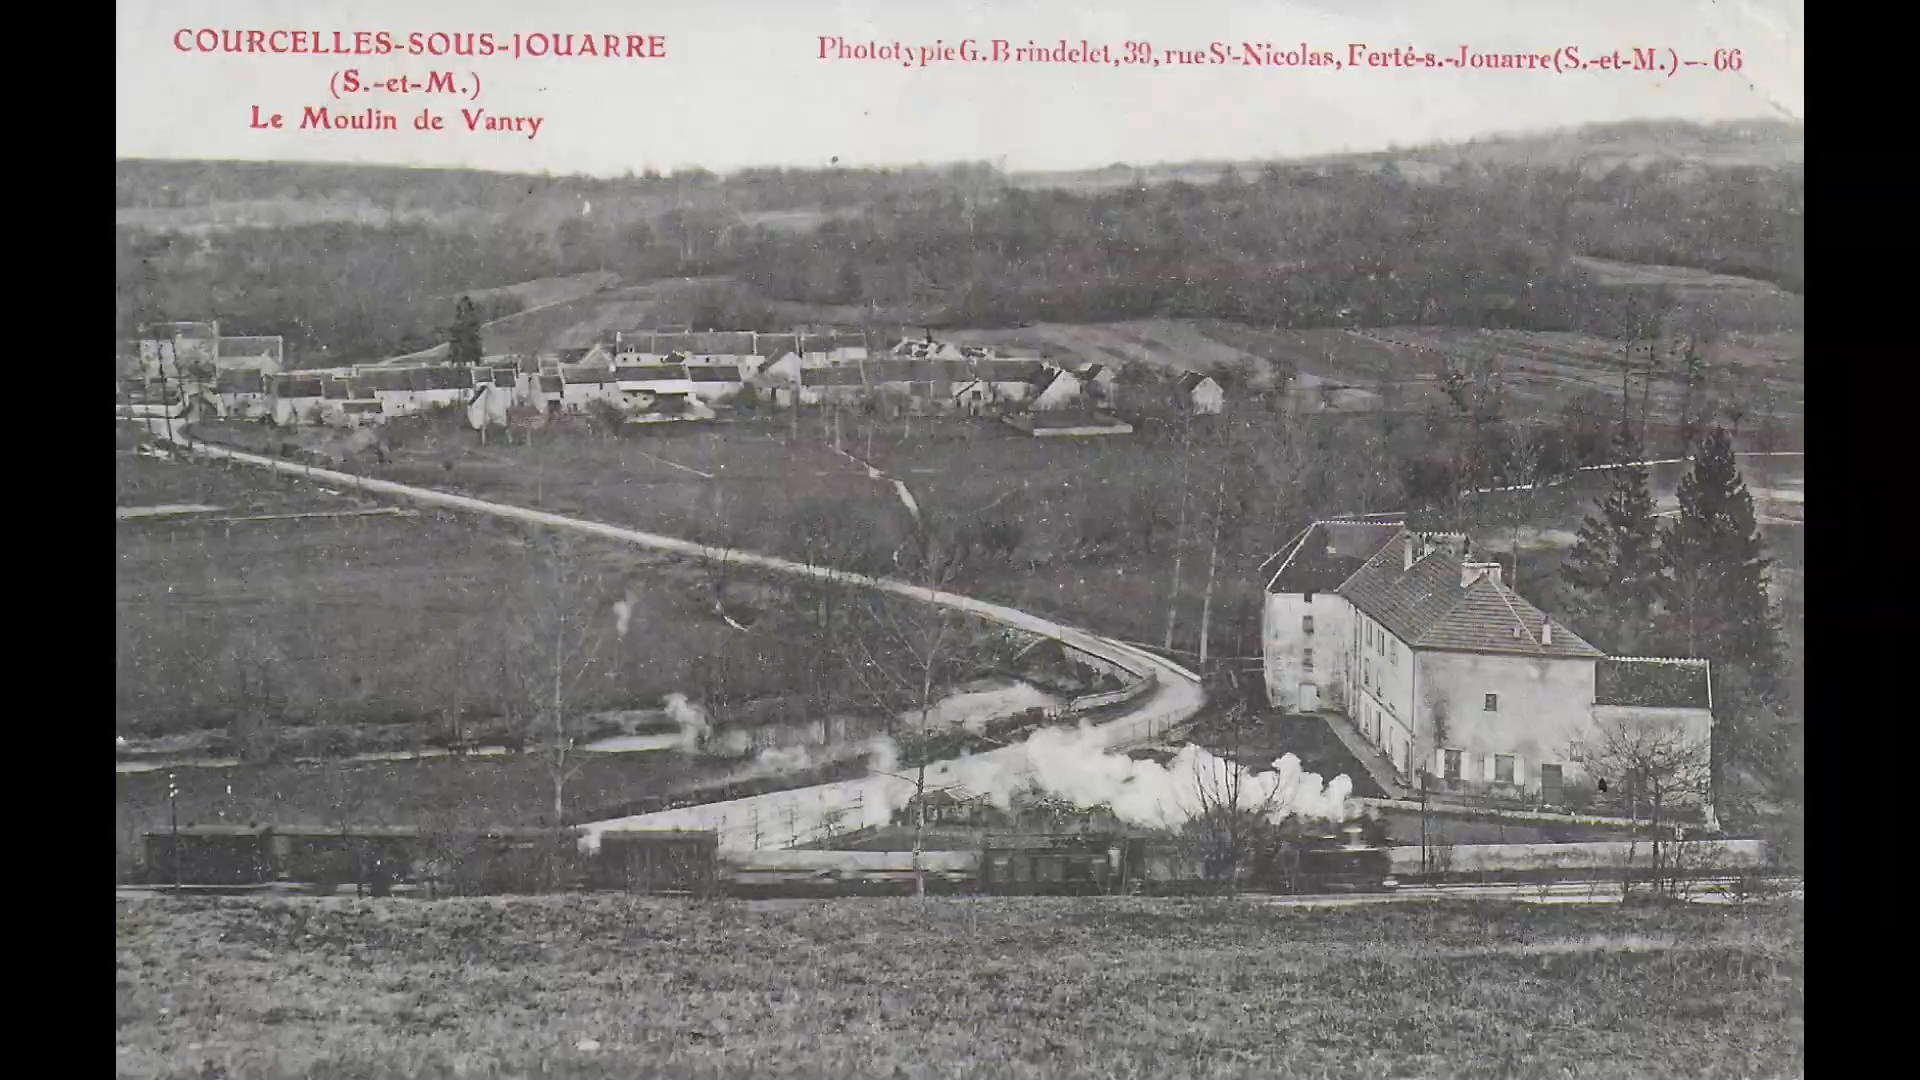 COURCELLES-SOUS-JOUARRE
(S.-et-M.)
Le Moulin de Vanry
Phototypie G. Brindelet, 39, rue St-Nicolas, Ferté-s.-Jouarre (S.-et-M.) — 66